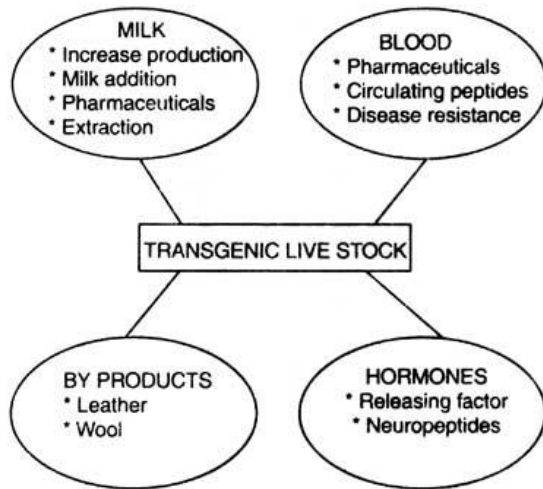 MILK
* Increase production
* Milk addition
* Pharmaceuticals
* Extraction
BLOOD
* Pharmaceuticals
* Circulating peptides
* Disease resistance
TRANSGENIC LIVE STOCK
BY PRODUCTS
* Leather
* Wool
HORMONES
* Releasing factor
* Neuropeptides